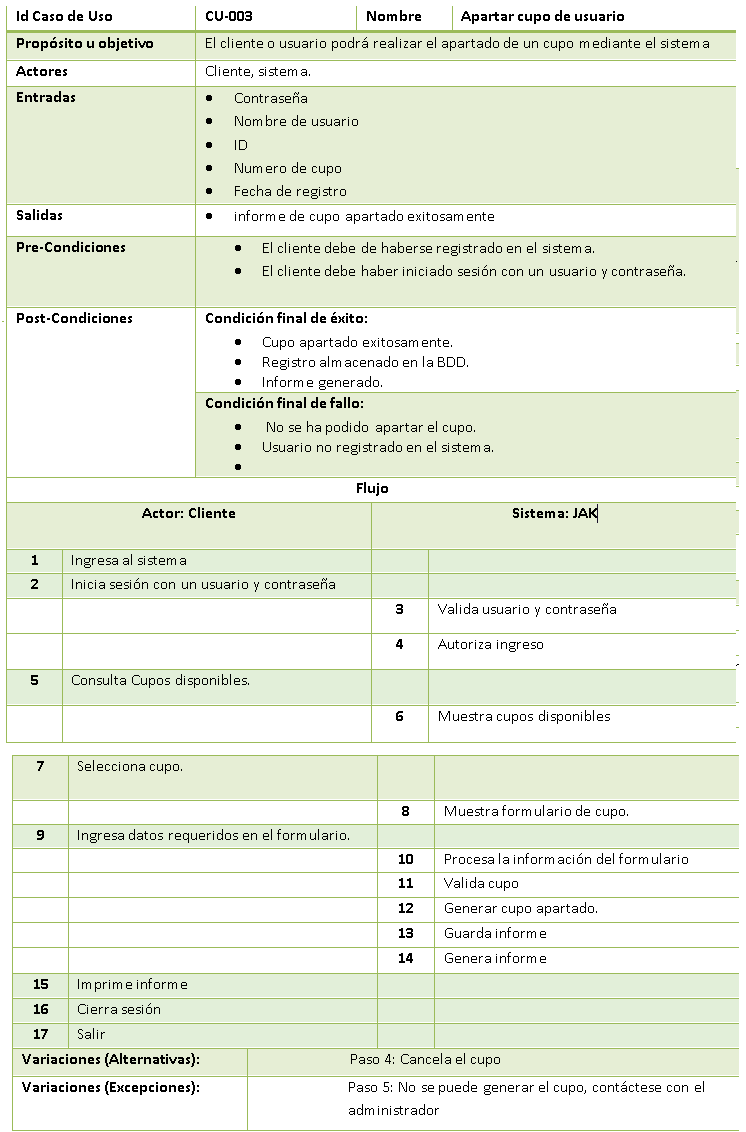 Id Caso de Uso CU-003 Nombre Apartar cupo de usuario
Propósito u objetivo El cliente o usuario podrá realizar el apartado de un cupo mediante el sistema
Actores Cliente, sistema.
Entradas • Contraseña
• Nombre de usuario
• ID
• Numero de cupo
• Fecha de registro
Salidas • informe de cupo apartado exitosamente
Pre-Condiciones • El cliente debe de haberse registrado en el sistema.
• El cliente debe haber iniciado sesión con un usuario y contraseña.
Post-Condiciones Condición final de éxito:
• Cupo apartado exitosamente.
• Registro almacenado en la BDD.
• Informe generado.
Condición final de fallo:
• No se ha podido apartar el cupo.
• Usuario no registrado en el sistema.
•
Flujo
Actor: Cliente Sistema: JAK
1 Ingresa al sistema
2 Inicia sesión con un usuario y contraseña
3 Valida usuario y contraseña
4 Autoriza ingreso
5 Consulta Cupos disponibles.
6 Muestra cupos disponibles
7 Selecciona cupo.
8 Muestra formulario de cupo.
9 Ingresa datos requeridos en el formulario.
10 Procesa la información del formulario
11 Valida cupo
12 Generar cupo apartado.
13 Guarda informe
14 Genera informe
15 Imprime informe
16 Cierra sesión
17 Salir
Variaciones (Alternativas): Paso 4: Cancela el cupo
Variaciones (Excepciones): Paso 5: No se puede generar el cupo, contáctese con el
administrador